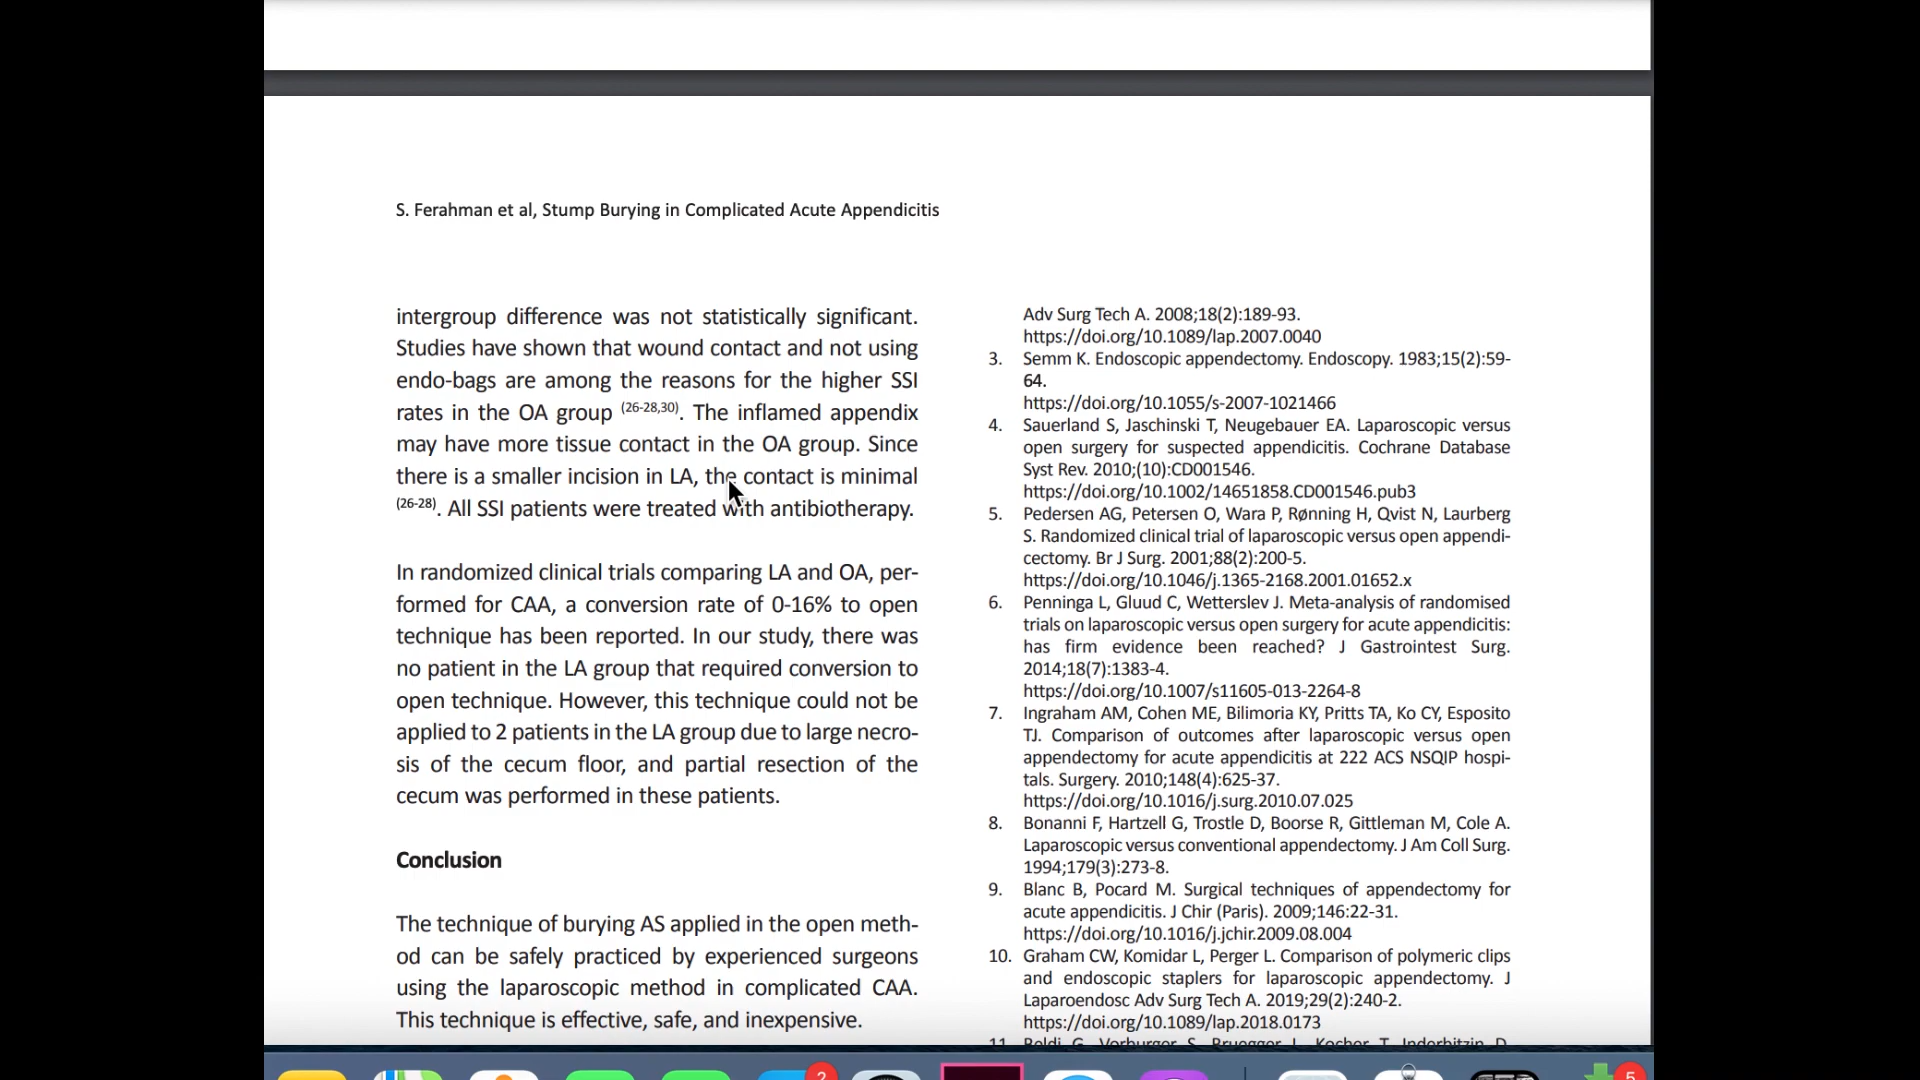 S. Ferahman et al, Stump Burying in Complicated Acute Appendicitis
intergroup difference was not statistically significant.
Studies have shown that wound contact and not using
endo-bags are among the reasons for the higher SSI
rates in the OA group (26-28,30). The inflamed appendix
may have more tissue contact in the OA group. Since
there is a smaller incision in LA, the contact is minimal
(26-28). All SSI patients were treated with antibiotherapy.
In randomized clinical trials comparing LA and OA, per-
formed for CAA, a conversion rate of 0-16% to open
technique has been reported. In our study, there was
no patient in the LA group that required conversion to
open technique. However, this technique could not be
applied to 2 patients in the LA group due to large necro-
sis of the cecum floor, and partial resection of the
cecum was performed in these patients.
Conclusion
The technique of burying AS applied in the open meth-
od can be safely practiced by experienced surgeons
using the laparoscopic method in complicated CAA.
This technique is effective, safe, and inexpensive.
Adv Surg Tech A. 2008;18(2):189-93.
https://doi.org/10.1089/lap.2007.0040
3. Semm K. Endoscopic appendectomy. Endoscopy. 1983;15(2):59-
64.
https://doi.org/10.1055/s-2007-1021466
4. Sauerland S, Jaschinski T, Neugebauer EA. Laparoscopic versus
open surgery for suspected appendicitis. Cochrane Database
Syst Rev. 2010;(10):CD001546.
https://doi.org/10.1002/14651858.CD001546.pub3
5. Pedersen AG, Petersen O, Wara P, Rønning H, Qvist N, Laurberg
S. Randomized clinical trial of laparoscopic versus open appendi-
cectomy. Br J Surg. 2001;88(2):200-5.
https://doi.org/10.1046/j.1365-2168.2001.01652.x
6. Penninga L, Gluud C, Wetterslev J. Meta-analysis of randomised
trials on laparoscopic versus open surgery for acute appendicitis:
has firm evidence been reached? J Gastrointest Surg.
2014;18(7):1383-4.
https://doi.org/10.1007/s11605-013-2264-8
7. Ingraham AM, Cohen ME, Bilimoria KY, Pritts TA, Ko CY, Esposito
TJ. Comparison of outcomes after laparoscopic versus open
appendectomy for acute appendicitis at 222 ACS NSQIP hospi-
tals. Surgery. 2010;148(4):625-37.
https://doi.org/10.1016/j.surg.2010.07.025
8. Bonanni F, Hartzell G, Trostle D, Boorse R, Gittleman M, Cole A.
Laparoscopic versus conventional appendectomy. J Am Coll Surg.
1994;179(3):273-8.
9. Blanc B, Pocard M. Surgical techniques of appendectomy for
acute appendicitis. J Chir (Paris). 2009;146:22-31.
https://doi.org/10.1016/j.jchir.2009.08.004
10. Graham CW, Komidar L, Perger L. Comparison of polymeric clips
and endoscopic staplers for laparoscopic appendectomy. J
Laparoendosc Adv Surg Tech A. 2019;29(2):240-2.
https://doi.org/10.1089/lap.2018.0173
11. Beldi G, Vorburger S, Bruegger L, Kocher T, Inderbitzin D,
2
5